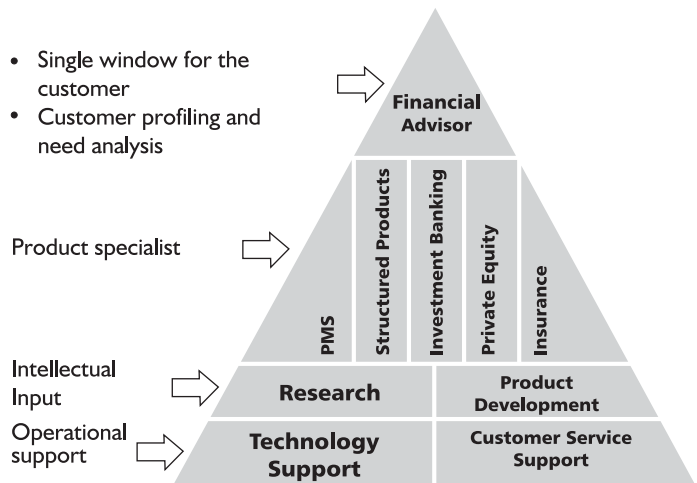 • Single window for the
customer
• Customer profiling and
need analysis
Financial
Advisor
Product specialist
PMS
Structured Products
Investment Banking
Private Equity
Insurance
Intellectual
Input
Research
Product
Development
Operational
support
Technology
Support
Customer Service
Support